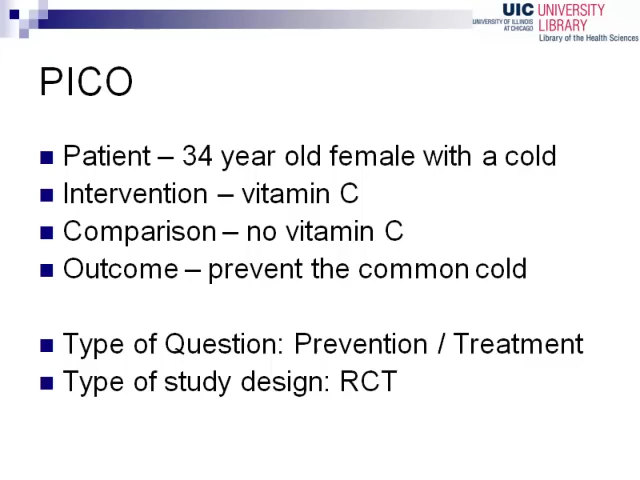 UIC UNIVERSITY
UNIVERSITY OF ILLINOIS
AT CHICAGO
LIBRARY
Library of the Health Sciences
PICO
Patient – 34 year old female with a cold
Intervention – vitamin C
Comparison – no vitamin C
Outcome – prevent the common cold
Type of Question: Prevention / Treatment
Type of study design: RCT